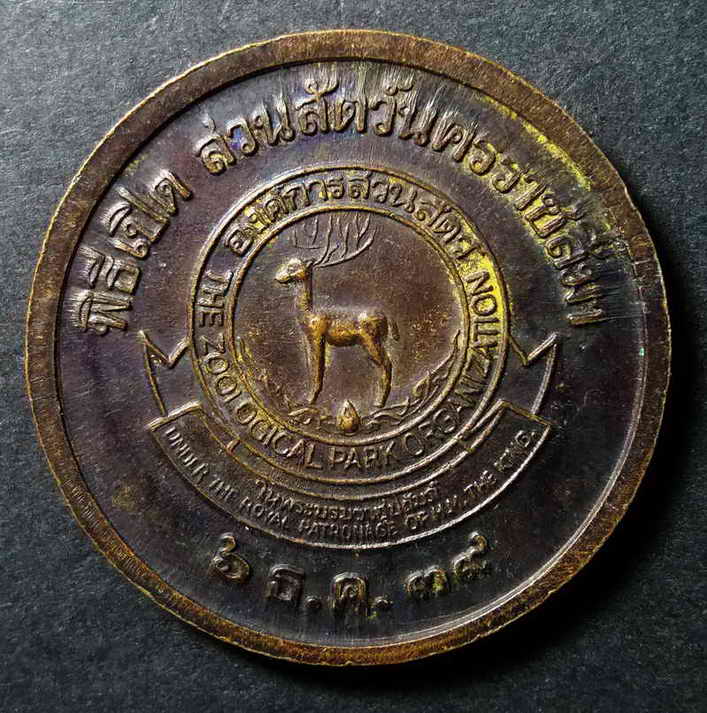 พิธีเปิด สวนสัตว์นครราชสีมา
องค์การสวนสัตว์
THE ZOOLOGICAL PARK ORGANIZATION
ในพระบรมราชูปถัมภ์
UNDER THE ROYAL PATRONAGE OF H.M. THE KING.
๖ ธ.ค. ๓๙